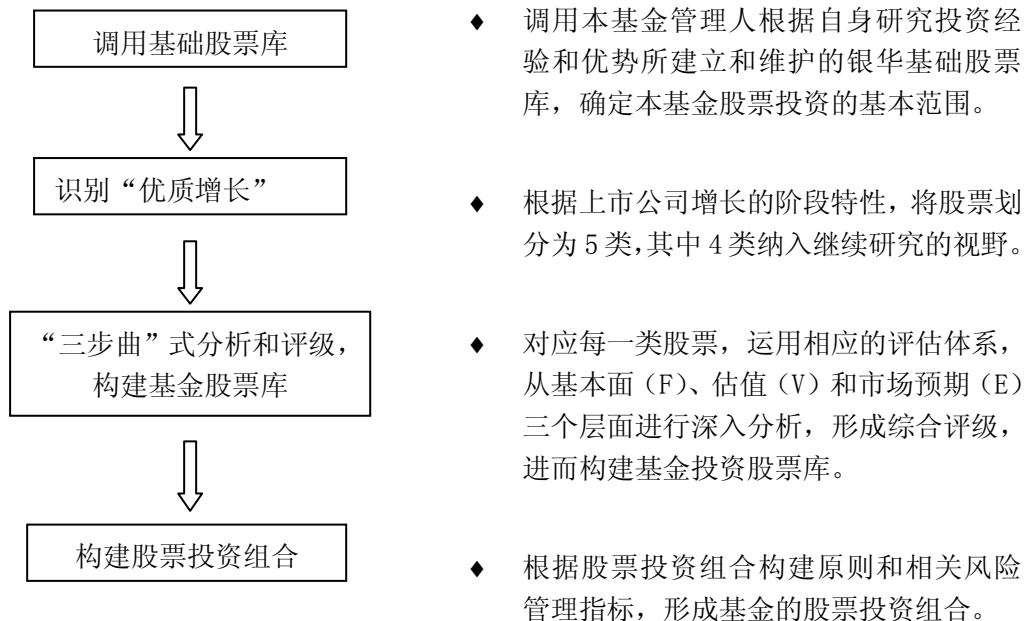 调用基础股票库
♦ 调用本基金管理人根据自身研究投资经
验和优势所建立和维护的银华基础股票
库，确定本基金股票投资的基本范围。
识别“优质增长”
♦ 根据上市公司增长的阶段特性，将股票划
分为 5 类，其中 4 类纳入继续研究的视野。
“三步曲”式分析和评级，
构建基金股票库
♦ 对应每一类股票，运用相应的评估体系，
从基本面（F）、估值（V）和市场预期（E）
三个层面进行深入分析，形成综合评级，
进而构建基金投资股票库。
构建股票投资组合
♦ 根据股票投资组合构建原则和相关风险
管理指标，形成基金的股票投资组合。